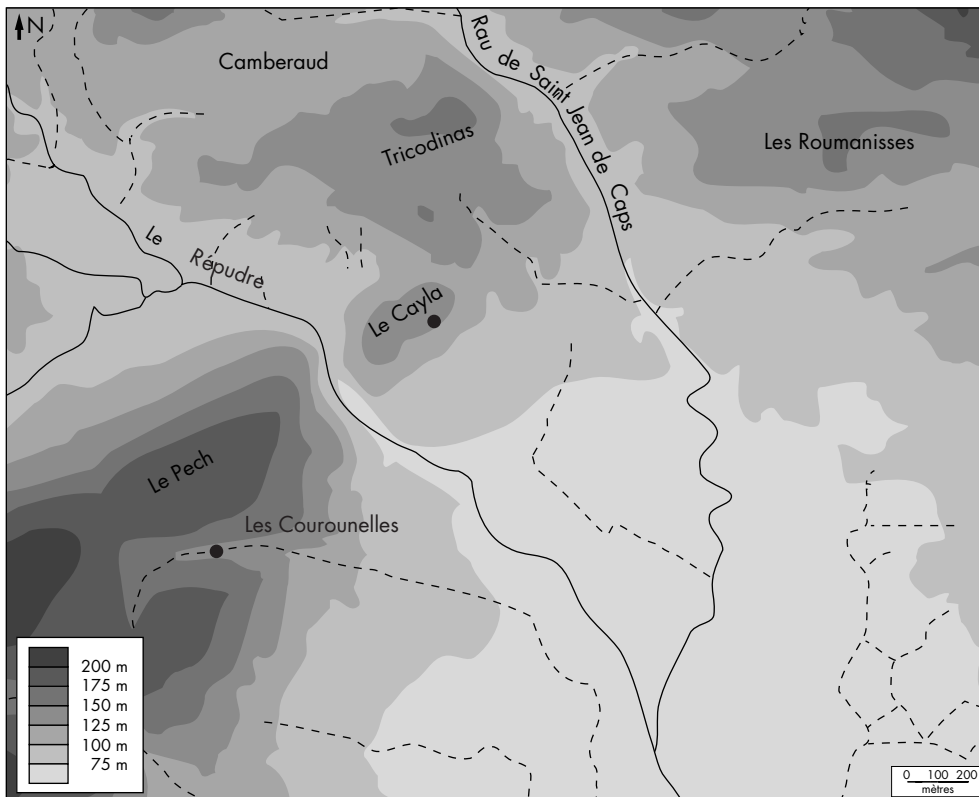 N
Camberaud
Rau de Saint Jean de Caps
Tricodinas
Les Roumanisses
Le Répudre
Le Cayla
Le Pech
Les Courounelles
200 m
175 m
150 m
125 m
100 m
75 m
0 100 200
mètres